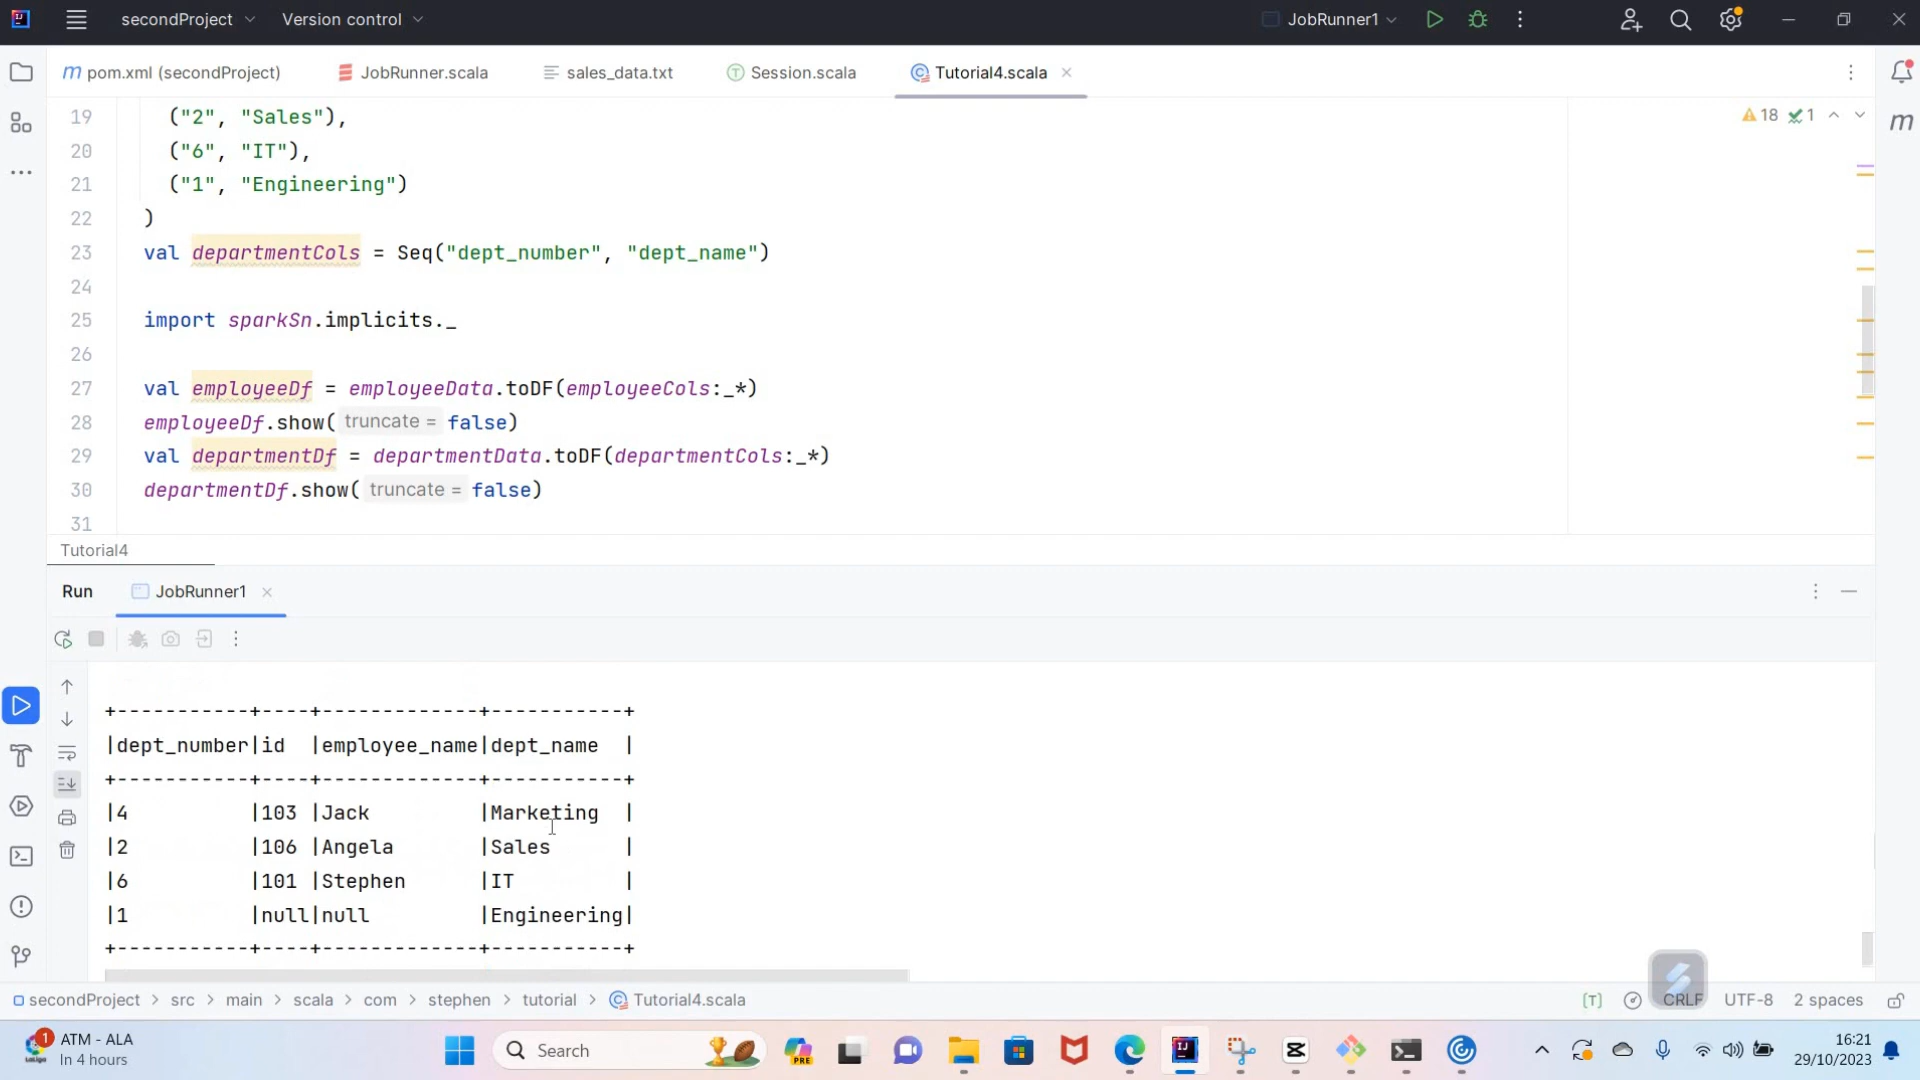 secondProject Version control JobRunner1
pom.xml (secondProject) JobRunner.scala sales_data.txt Session.scala Tutorial4.scala
19 ("2", "Sales"),
18 1
20 ("6", "IT"),
21 ("1", "Engineering")
22 )
23 val departmentCols = Seq("dept_number", "dept_name")
24
25 import sparkSn.implicits._
26
27 val employeeDf = employeeData.toDF(employeeCols:_*)
28 employeeDf.show( truncate = false)
29 val departmentDf = departmentData.toDF(departmentCols:_*)
30 departmentDf.show( truncate = false)
31
Tutorial4
Run JobRunner1
+-----------+----+-------------+-----------+
|dept_number|id  |employee_name|dept_name  |
+-----------+----+-------------+-----------+
|4          |103 |Jack         |Marketing  |
|2          |106 |Angela       |Sales      |
|6          |101 |Stephen      |IT         |
|1          |null|null         |Engineering|
+-----------+----+-------------+-----------+
secondProject > src > main > scala > com > stephen > tutorial > Tutorial4.scala
[T] CRLF UTF-8 2 spaces
1 ATM - ALA
In 4 hours
Search
PRE
16:21
29/10/2023